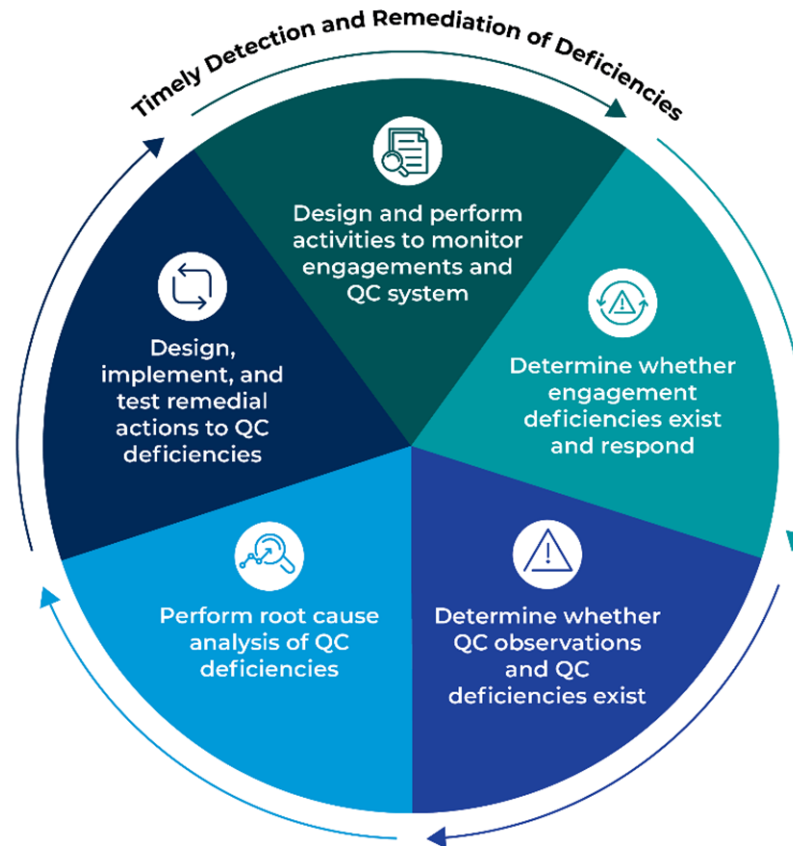 Timely Detection and Remediation of Deficiencies
Design and perform
activities to monitor
engagements and
QC system
Determine whether
engagement
deficiencies exist
and respond
Determine whether
QC observations
and QC
deficiencies exist
Perform root cause
analysis of QC
deficiencies
Design,
implement, and
test remedial
actions to QC
deficiencies